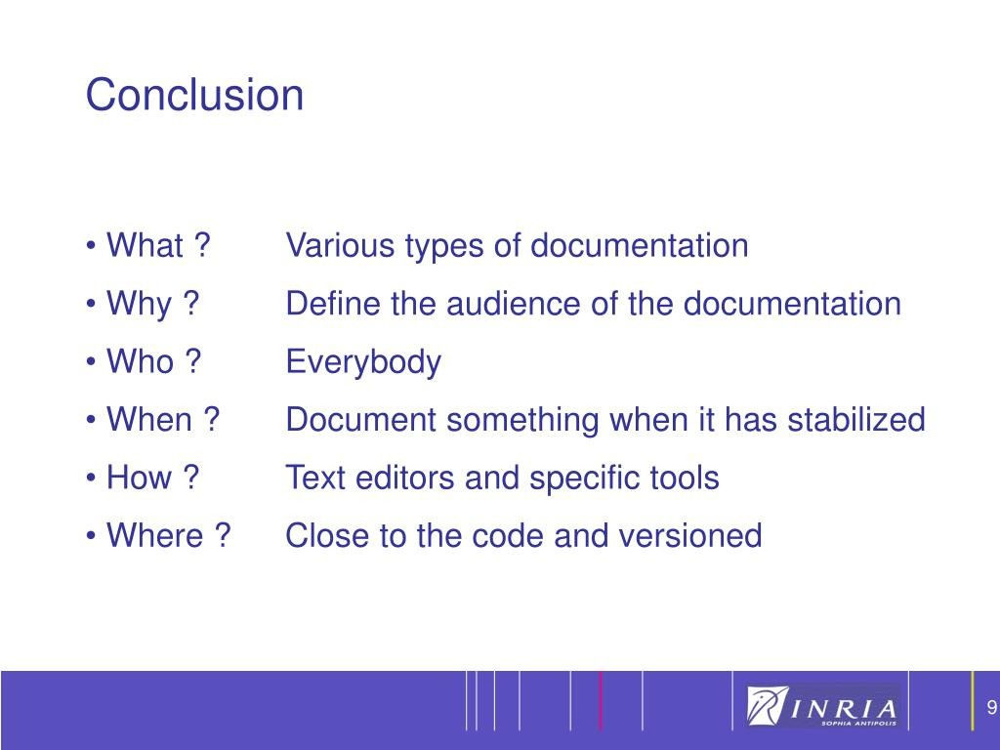 Conclusion
• What ? Various types of documentation
• Why ? Define the audience of the documentation
• Who ? Everybody
• When ? Document something when it has stabilized
• How ? Text editors and specific tools
• Where ? Close to the code and versioned
INRIA
SOPHIA ANTIPOLIS
9